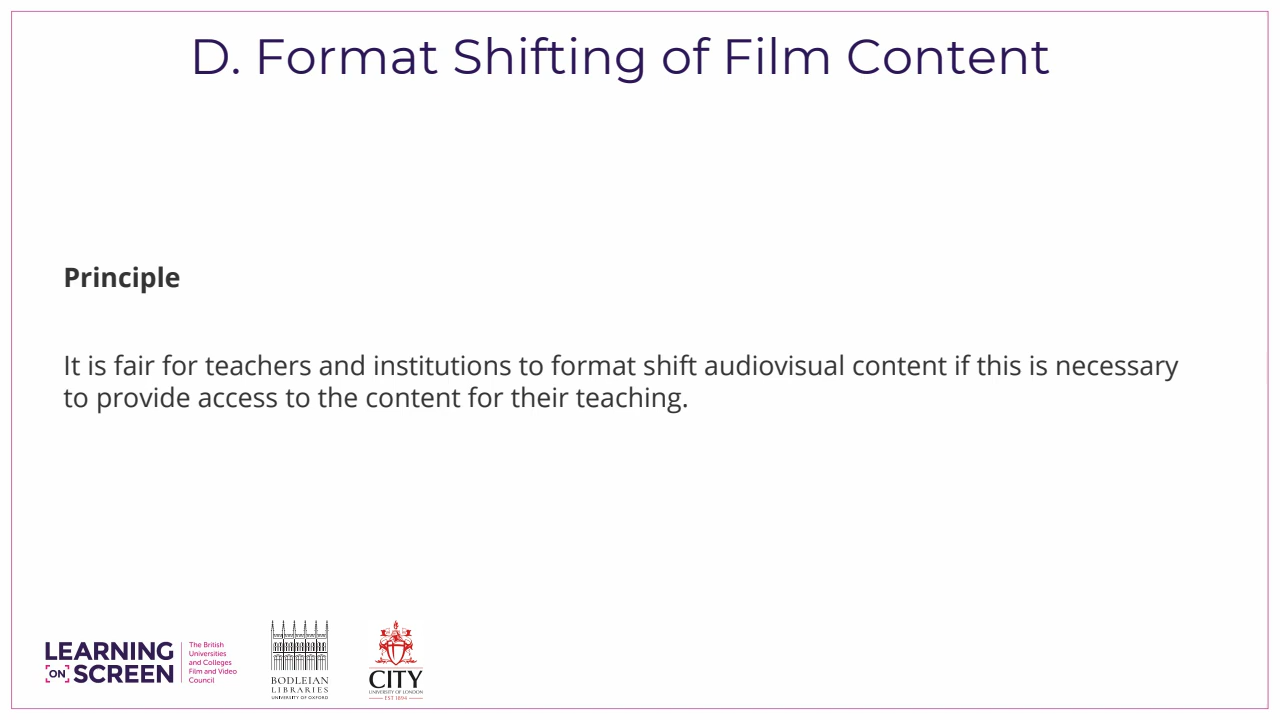 D. Format Shifting of Film Content
Principle
It is fair for teachers and institutions to format shift audiovisual content if this is necessary
to provide access to the content for their teaching.
LEARNING
ON SCREEN
The British
Universities
and Colleges
Film and Video
Council
BODLEIAN
LIBRARIES
UNIVERSITY OF OXFORD
CITY
UNIVERSITY OF LONDON
EST 1894